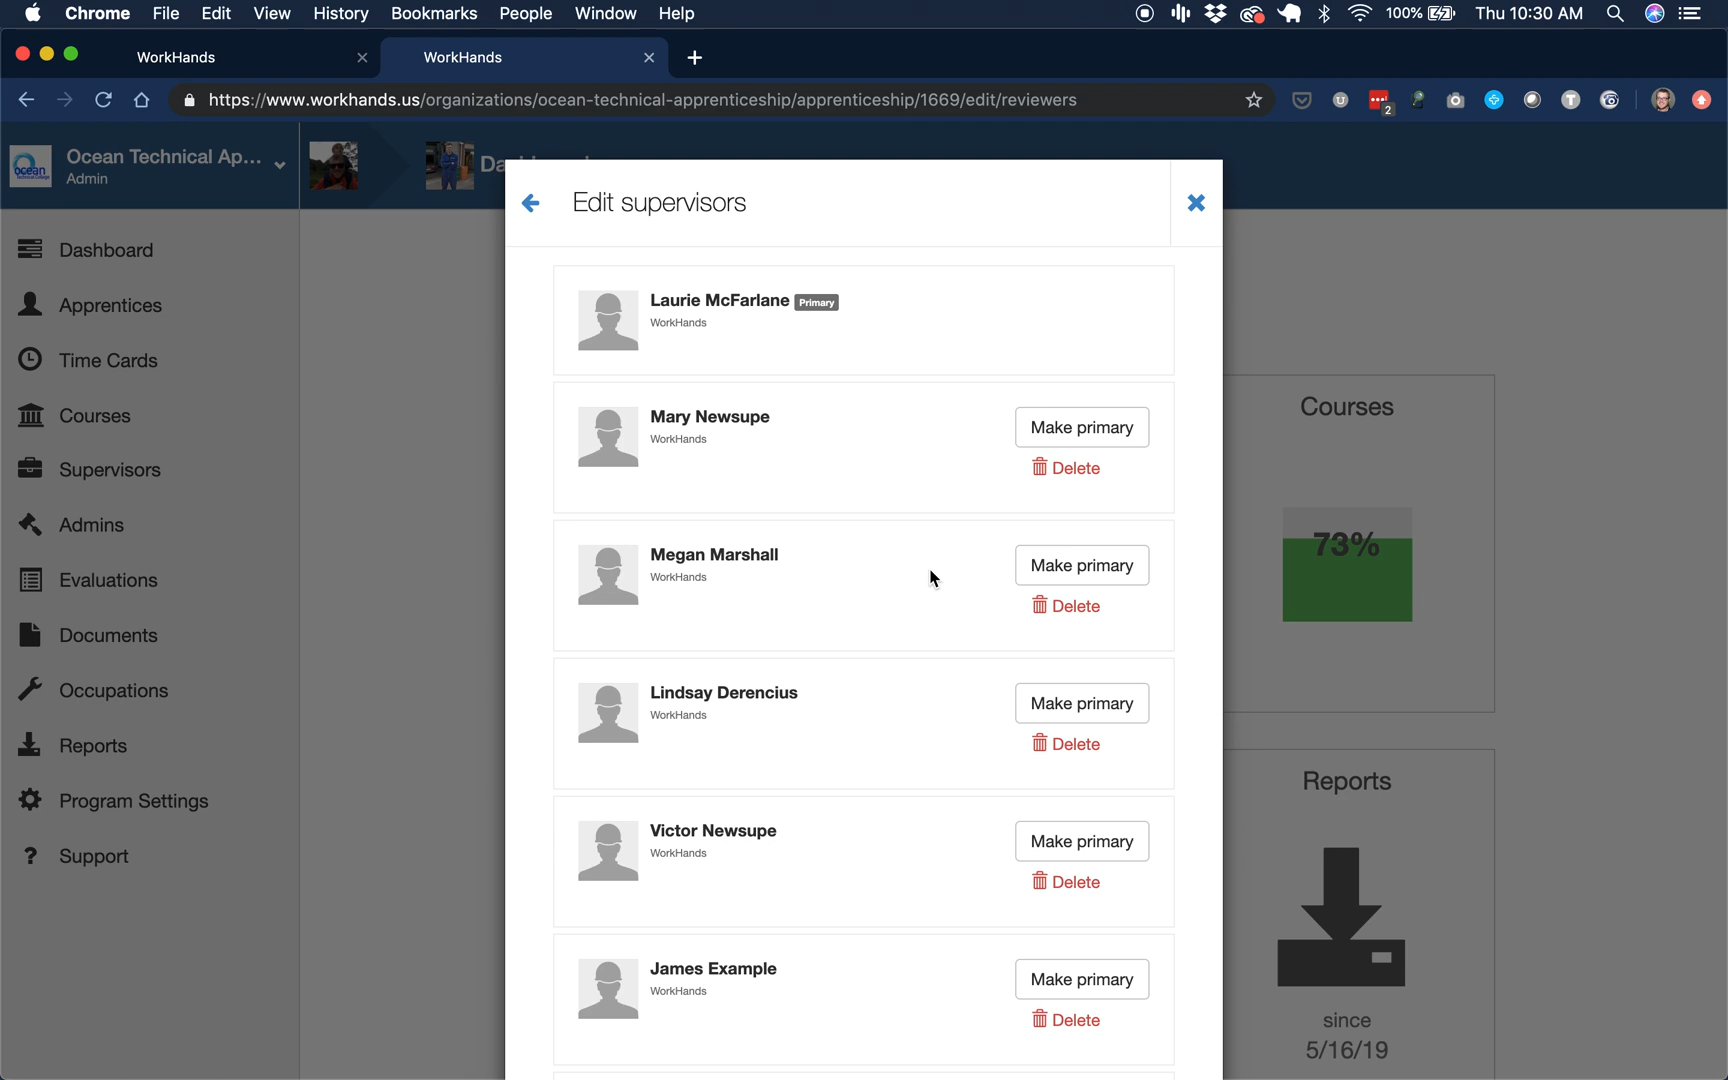 Chrome File Edit View History Bookmarks People Window Help 100% Thu 10:30 AM
WorkHands WorkHands
https://www.workhands.us/organizations/ocean-technical-apprenticeship/apprenticeship/1669/edit/reviewers
2
Ocean Technical Ap...
Admin
Da
Dashboard
Apprentices
Time Cards
Courses
Supervisors
Admins
Evaluations
Documents
Occupations
Reports
Program Settings
? Support
Edit supervisors
Laurie McFarlane Primary
WorkHands
Mary Newsupe
WorkHands
Make primary
Delete
Megan Marshall
WorkHands
Make primary
Delete
Lindsay Derencius
WorkHands
Make primary
Delete
Victor Newsupe
WorkHands
Make primary
Delete
James Example
WorkHands
Make primary
Delete
Courses
73%
Reports
since
5/16/19